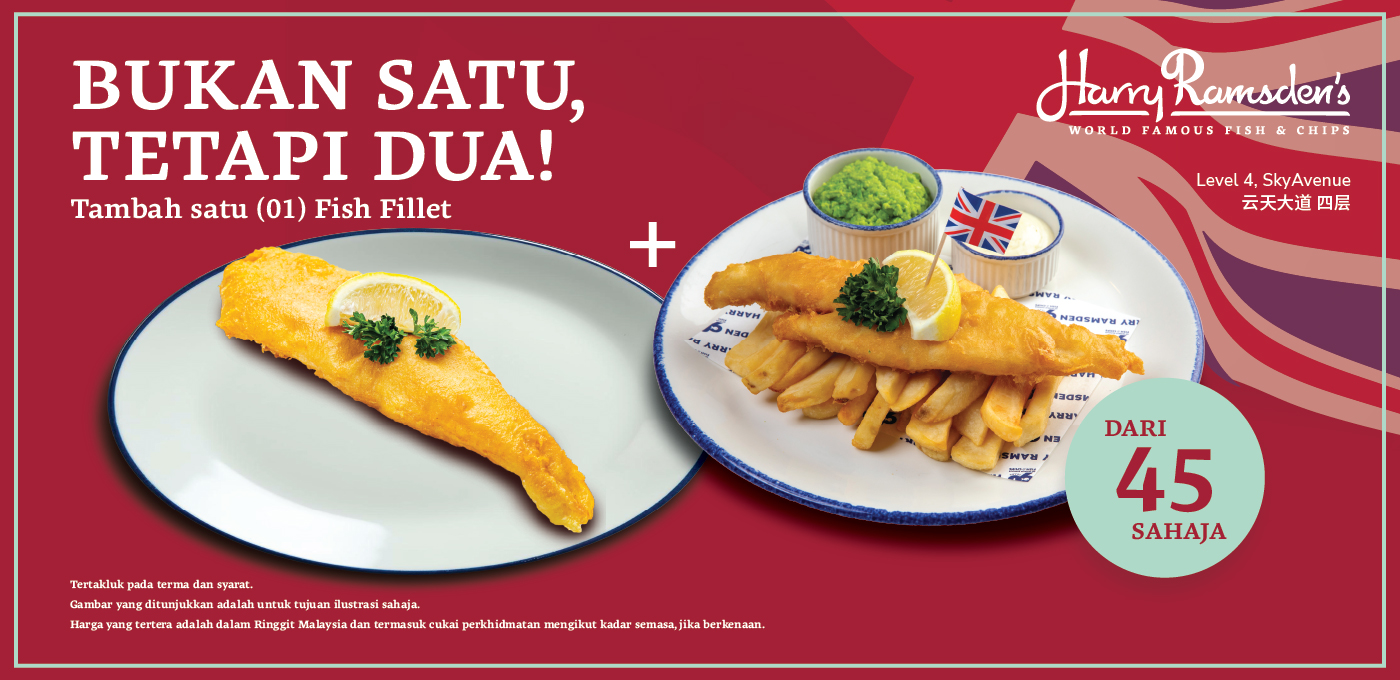 BUKAN SATU,
TETAPI DUA!
Tambah satu (01) Fish Fillet
+
Harry Ramsden's
WORLD FAMOUS FISH & CHIPS
Level 4, SkyAvenue
云天大道 四层
DARI
45
SAHAJA
Tertakluk pada terma dan syarat.
Gambar yang ditunjukkan adalah untuk tujuan ilustrasi sahaja.
Harga yang tertera adalah dalam Ringgit Malaysia dan termasuk cukai perkhidmatan mengikut kadar semasa, jika berkenaan.